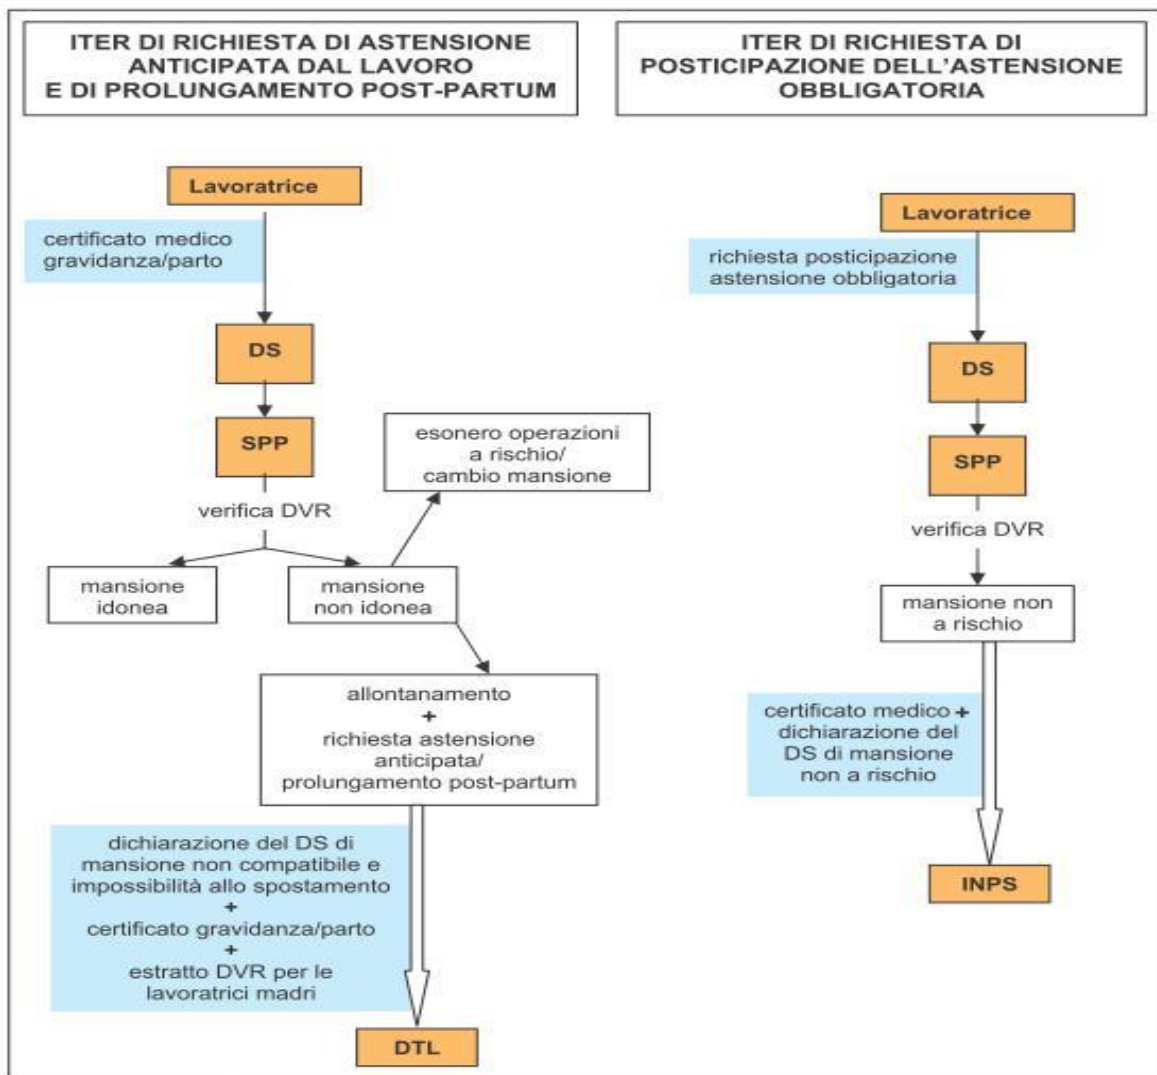 ITER DI RICHIESTA DI ASTENSIONE
ANTICIPATA DAL LAVORO
E DI PROLUNGAMENTO POST-PARTUM
Lavoratrice
certificato medico
gravidanza/parto
DS
SPP
verifica DVR
esonero operazioni
a rischio/
cambio mansione
mansione
idonea
mansione
non idonea
allontanamento
+
richiesta astensione
anticipata/
prolungamento post-partum
dichiarazione del DS di
mansione non compatibile e
impossibilità allo spostamento
+
certificato gravidanza/parto
+
estratto DVR per le
lavoratrici madri
DTL
ITER DI RICHIESTA DI
POSTICIPAZIONE DELL'ASTENSIONE
OBBLIGATORIA
Lavoratrice
richiesta posticipazione
astensione obbligatoria
DS
SPP
verifica DVR
mansione non
a rischio
certificato medico +
dichiarazione del
DS di mansione
non a rischio
INPS